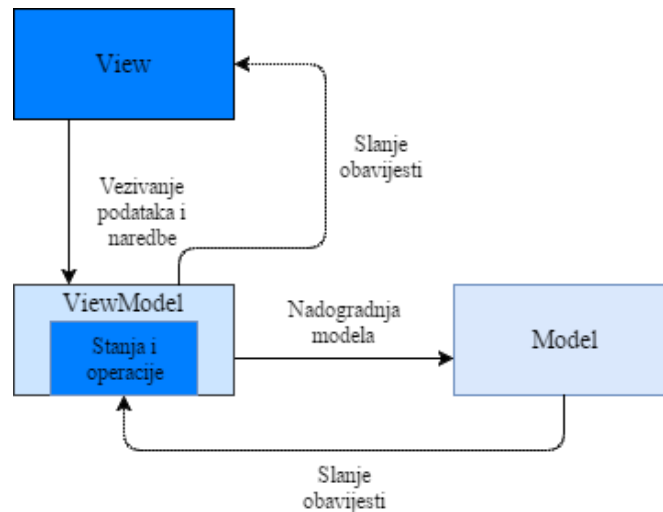 View
Slanje
obavijesti
Vezivanje
podataka i
naredbe
ViewModel
Stanja i
operacije
Nadogradnja
modela
Model
Slanje
obavijesti